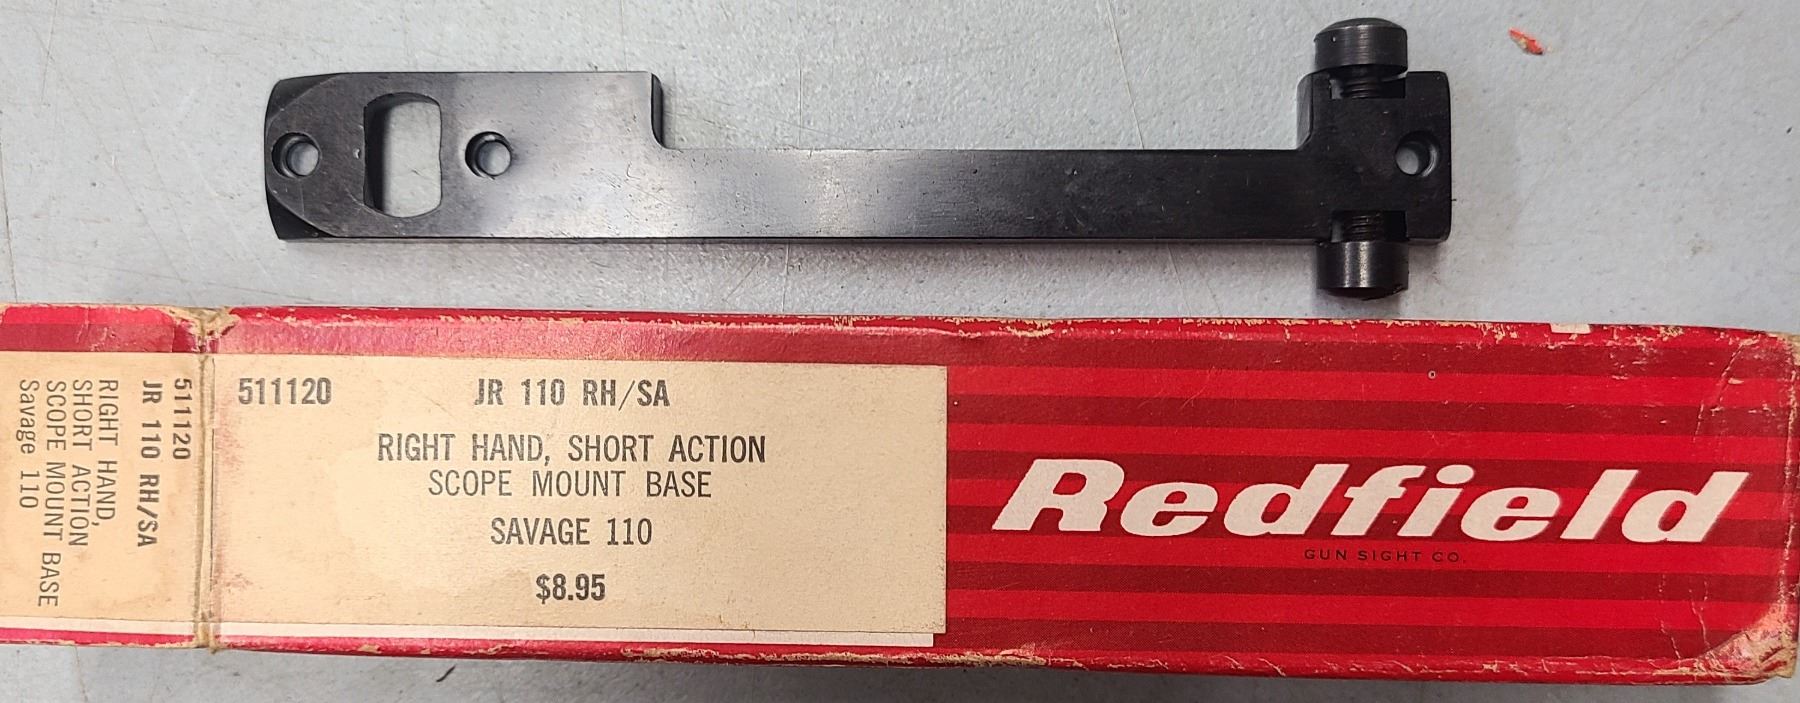 511120
JR 110 RH/SA
RIGHT HAND,
SHORT ACTION
SCOPE MOUNT BASE
Savage 110
511120 JR 110 RH/SA
RIGHT HAND, SHORT ACTION
SCOPE MOUNT BASE
SAVAGE 110
$8.95
Redfield
GUN SIGHT CO.